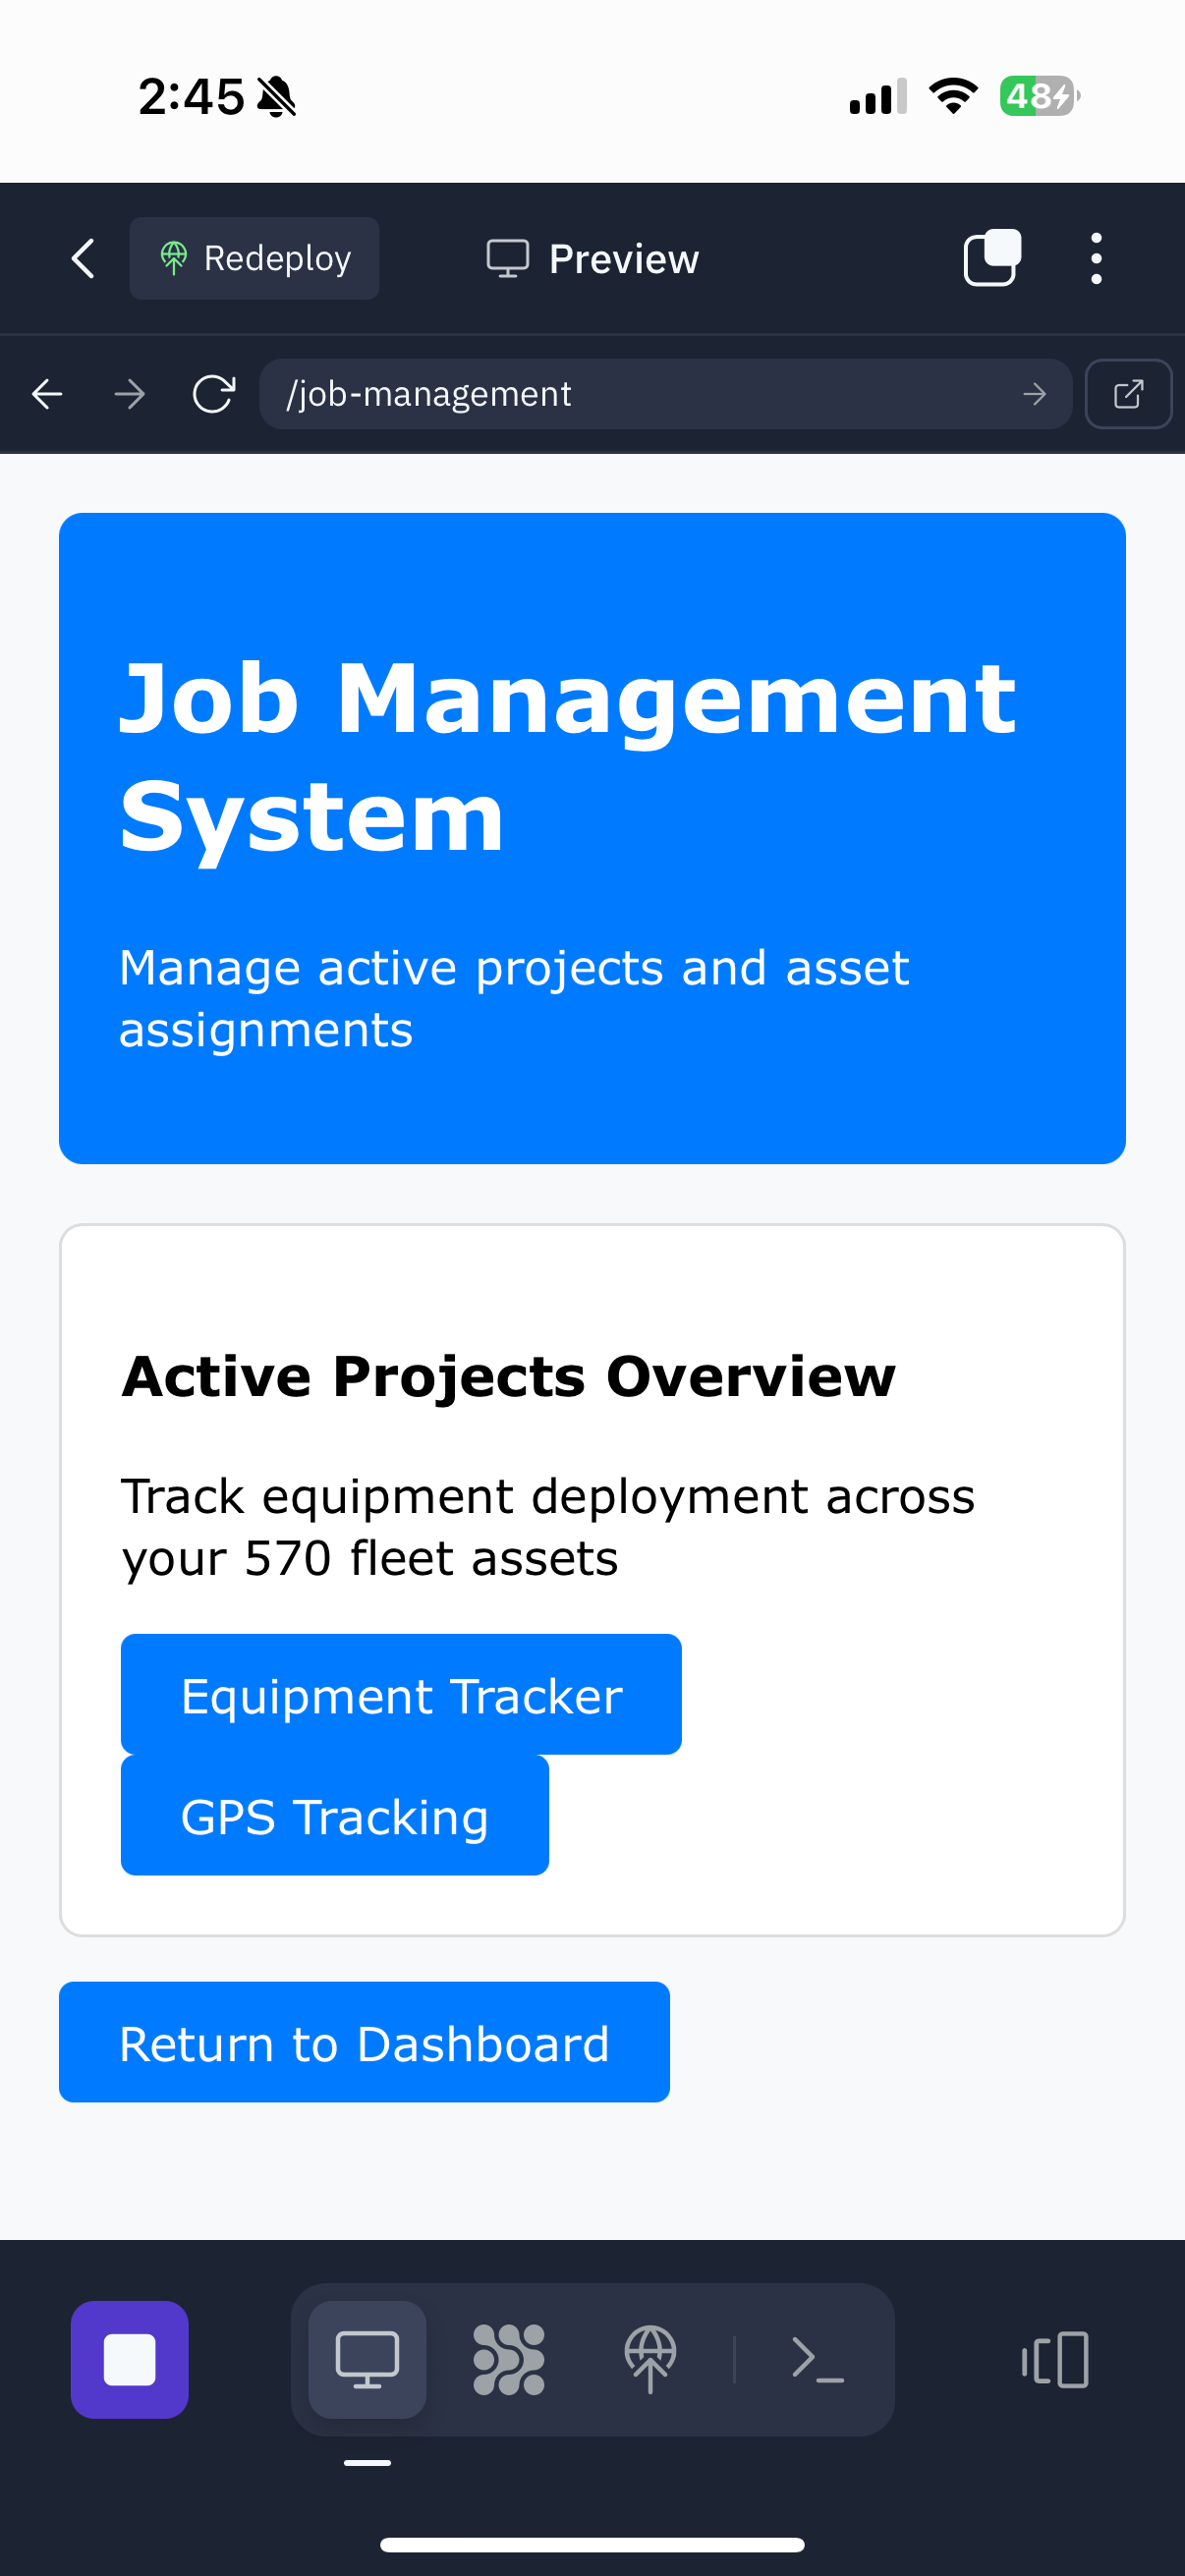 2:45
48
Redeploy
Preview
/job-management
Job Management
System
Manage active projects and asset
assignments
Active Projects Overview
Track equipment deployment across
your 570 fleet assets
Equipment Tracker
GPS Tracking
Return to Dashboard